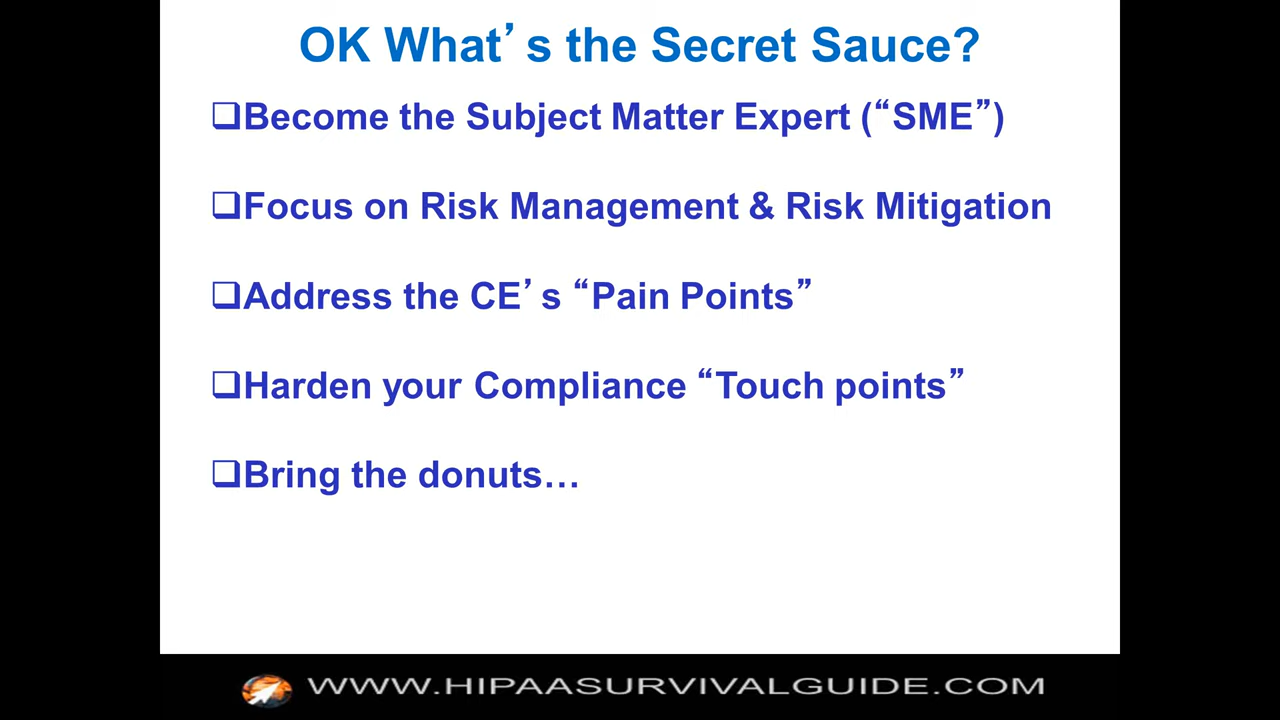 OK What’s the Secret Sauce?
❑Become the Subject Matter Expert (“SME”)
❑Focus on Risk Management & Risk Mitigation
❑Address the CE’s “Pain Points”
❑Harden your Compliance “Touch points”
❑Bring the donuts…
WWW.HIPAASURVIVALGUIDE.COM